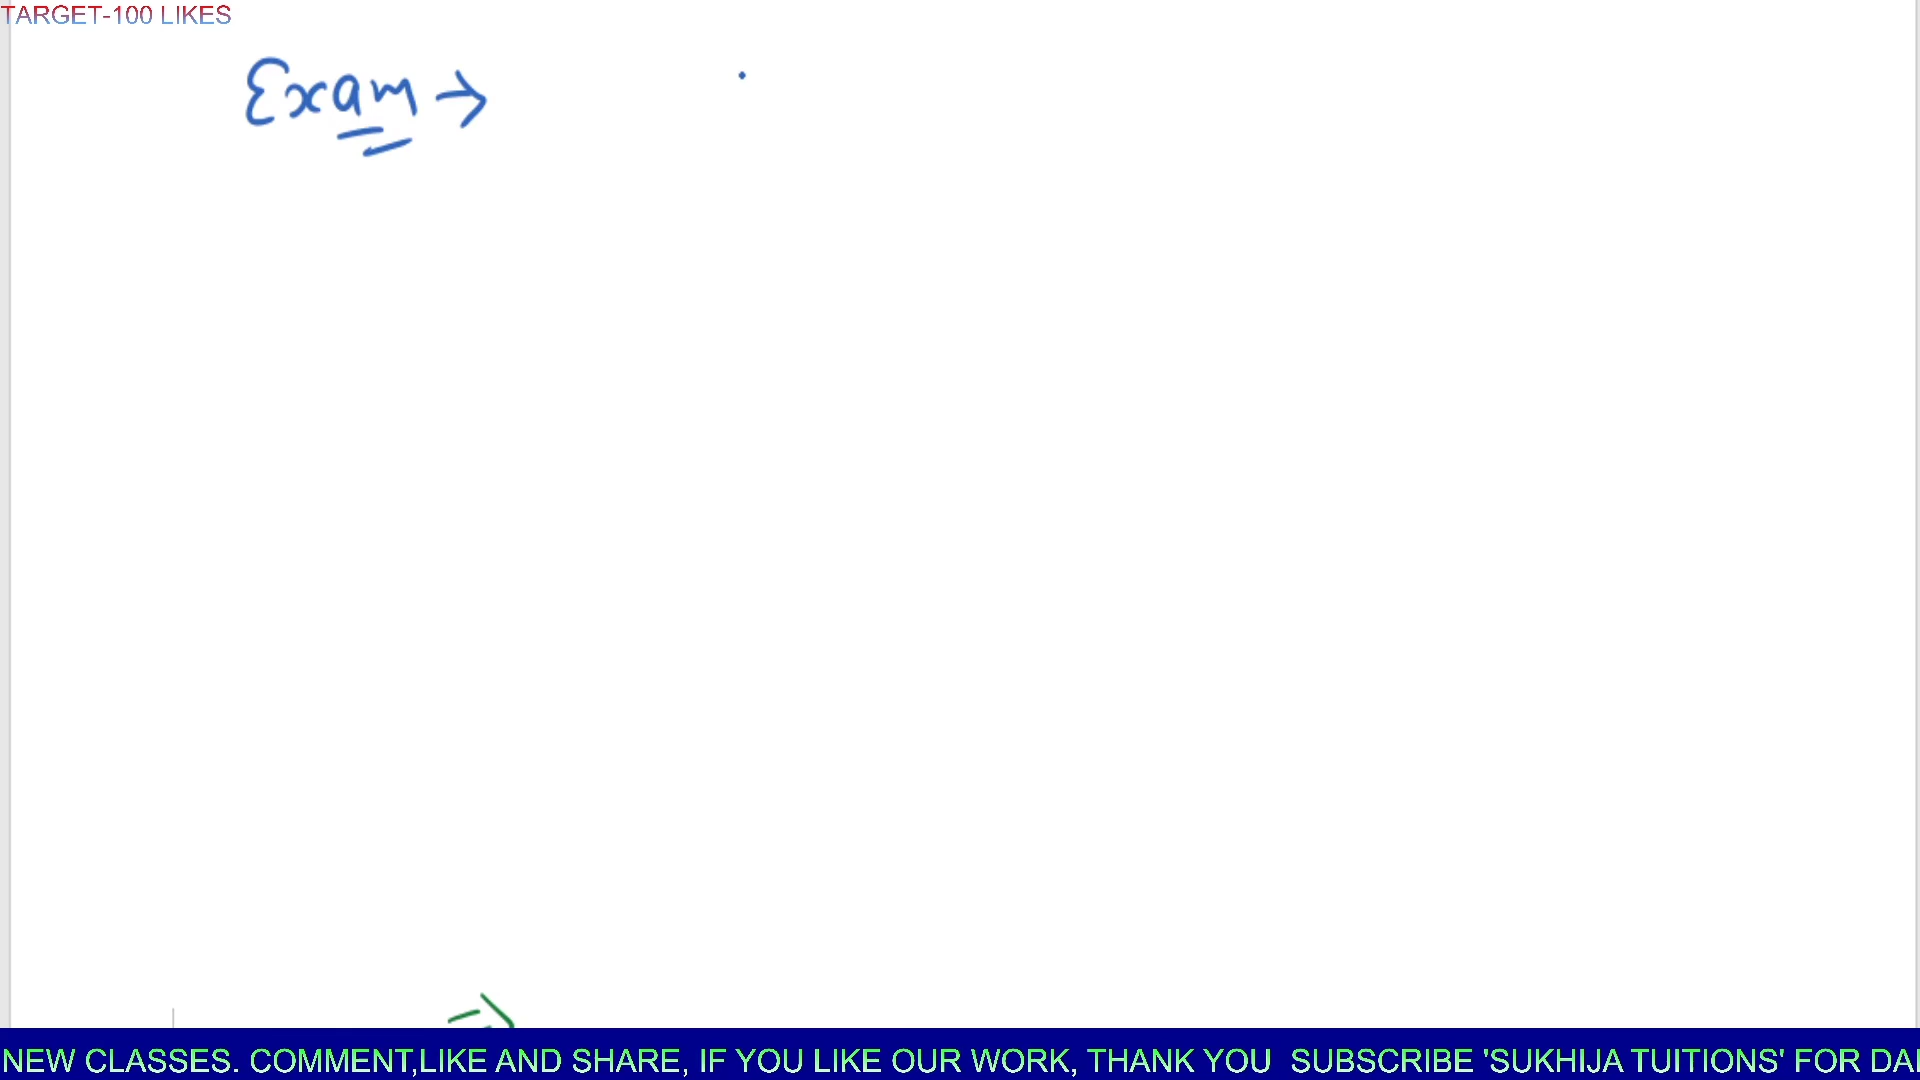 TARGET-100 LIKES
Exam →
NEW CLASSES. COMMENT,LIKE AND SHARE, IF YOU LIKE OUR WORK, THANK YOU SUBSCRIBE 'SUKHIJA TUITIONS' FOR DAI